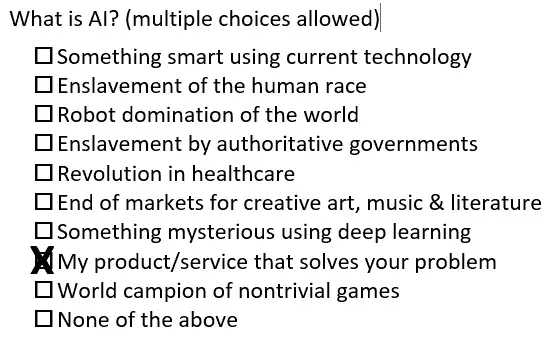 What is AI? (multiple choices allowed)
Something smart using current technology
Enslavement of the human race
Robot domination of the world
Enslavement by authoritative governments
Revolution in healthcare
End of markets for creative art, music & literature
Something mysterious using deep learning
My product/service that solves your problem
World campion of nontrivial games
None of the above